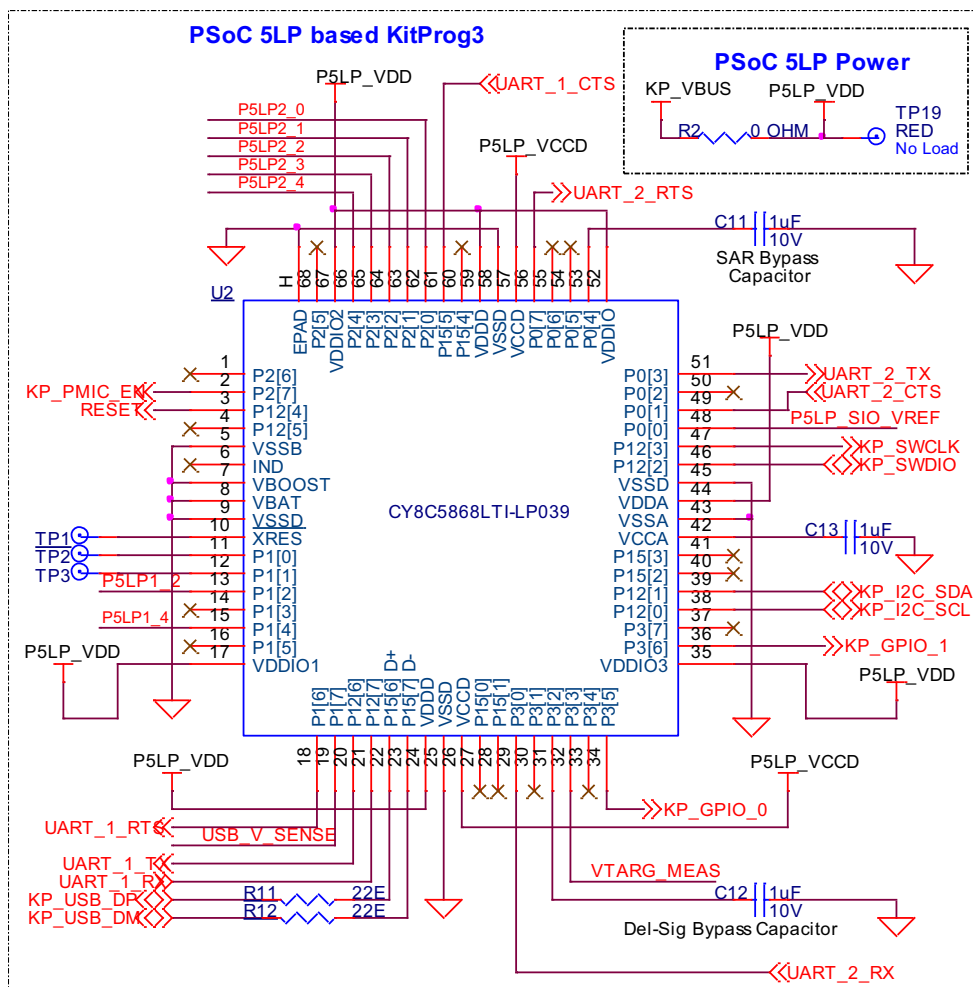 PSoC 5LP based KitProg3
PSoC 5LP Power
P5LP_VDD
UART_1_CTS
KP_VBUS
P5LP_VDD
TP19
RED
No Load
R2
0 OHM
P5LP2_0
P5LP2_1
P5LP2_2
P5LP2_3
P5LP2_4
P5LP_VCCD
UART_2_RTS
C11
1uF
10V
SAR Bypass
Capacitor
U2
H
68
67
66
65
64
63
62
61
60
59
58
57
56
55
54
53
52
EPAD
P2[5]
VDDIO2
P2[4]
P2[3]
P2[2]
P2[1]
P2[0]
P15[5]
P15[4]
VDDD
VSSD
VCCD
P0[7]
P0[6]
P0[5]
P0[4]
VDDIO
P5LP_VDD
1 P2[6]
KP_PMIC_EN 2 P2[7]
RESET 3 P12[4]
4 P12[5]
5 VSSB
6 IND
7 VBOOST
8 VBAT
9 VSSD
TP1 10 XRES
TP2 11 P1[0]
TP3 12 P1[1]
P5LP1_2 13 P1[2]
14 P1[3]
P5LP1_4 15 P1[4]
16 P1[5]
P5LP_VDD 17 VDDIO1
CY8C5868LTI-LP039
P0[3] 51 UART_2_TX
P0[2] 50
P0[1] 49 UART_2_CTS
P0[0] 48 P5LP_SIO_VREF
P12[3] 47 KP_SWCLK
P12[2] 46 KP_SWDIO
VSSD 45
VDDA 44
VSSA 43
VCCA 42 C13 1uF
10V
P15[3] 41
P15[2] 40
P12[1] 39 KP_I2C_SDA
P12[0] 38 KP_I2C_SCL
P3[7] 37
P3[6] 36 KP_GPIO_1
VDDIO3 35
P5LP_VDD
P1[6]
P1[7]
P12[6]
P12[7]
P15[6] D+
P15[7] D-
VDDD
VSSD
VCCD
P15[0]
P15[1]
P3[0]
P3[1]
P3[2]
P3[3]
P3[4]
P3[5]
18
19
20
21
22
23
24
25
26
27
28
29
30
31
32
33
34
P5LP_VDD
P5LP_VCCD
KP_GPIO_0
UART_1_RTS
USB_V_SENSE
UART_1_TX
UART_1_RX
VTARG_MEAS
KP_USB_DP R11 22E
KP_USB_DM R12 22E
C12
1uF
10V
Del-Sig Bypass Capacitor
UART_2_RX